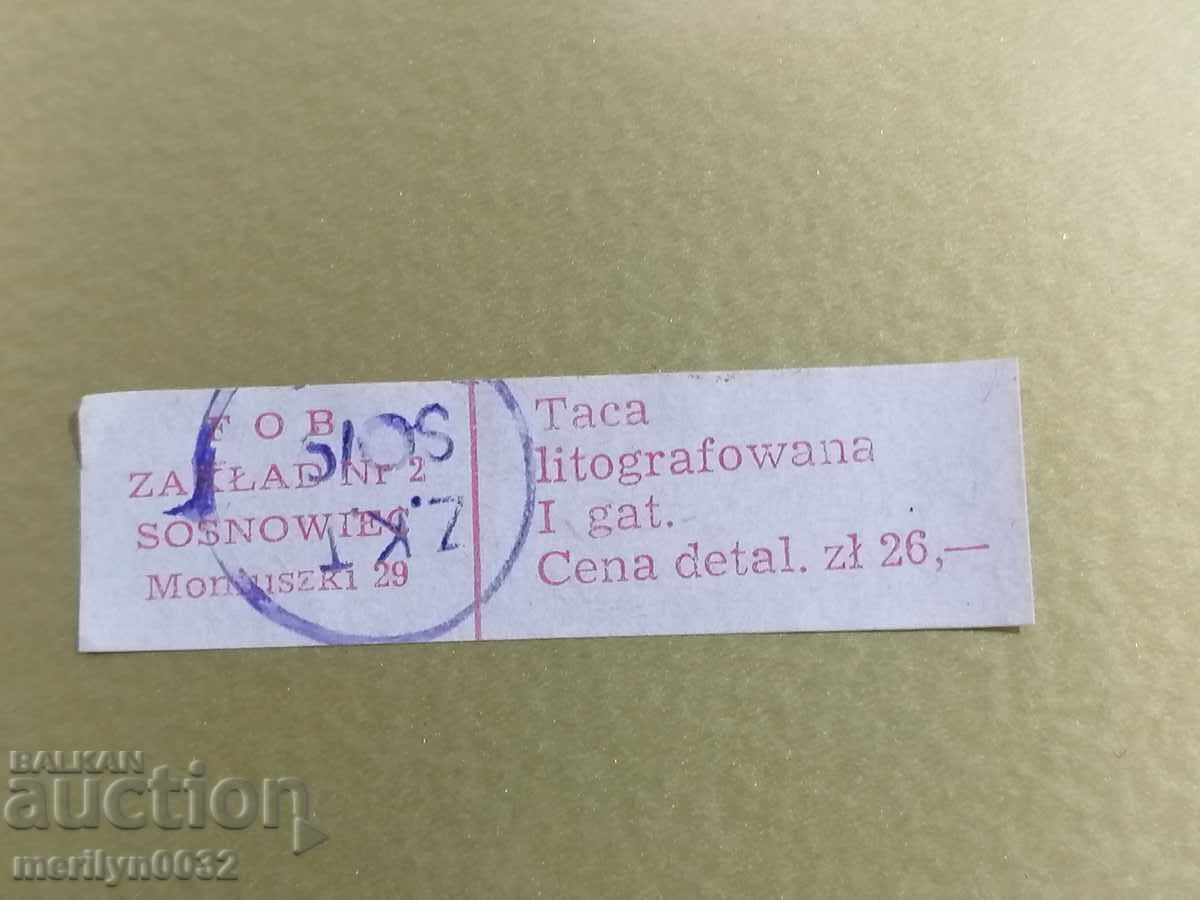 F O B
ZAKŁAD Nr 2
SOSNOWIEC
Moniuszki 29
Taca
litografowana
I gat.
Cena detal. zł 26,—
BALKAN
auction
merilyn0032